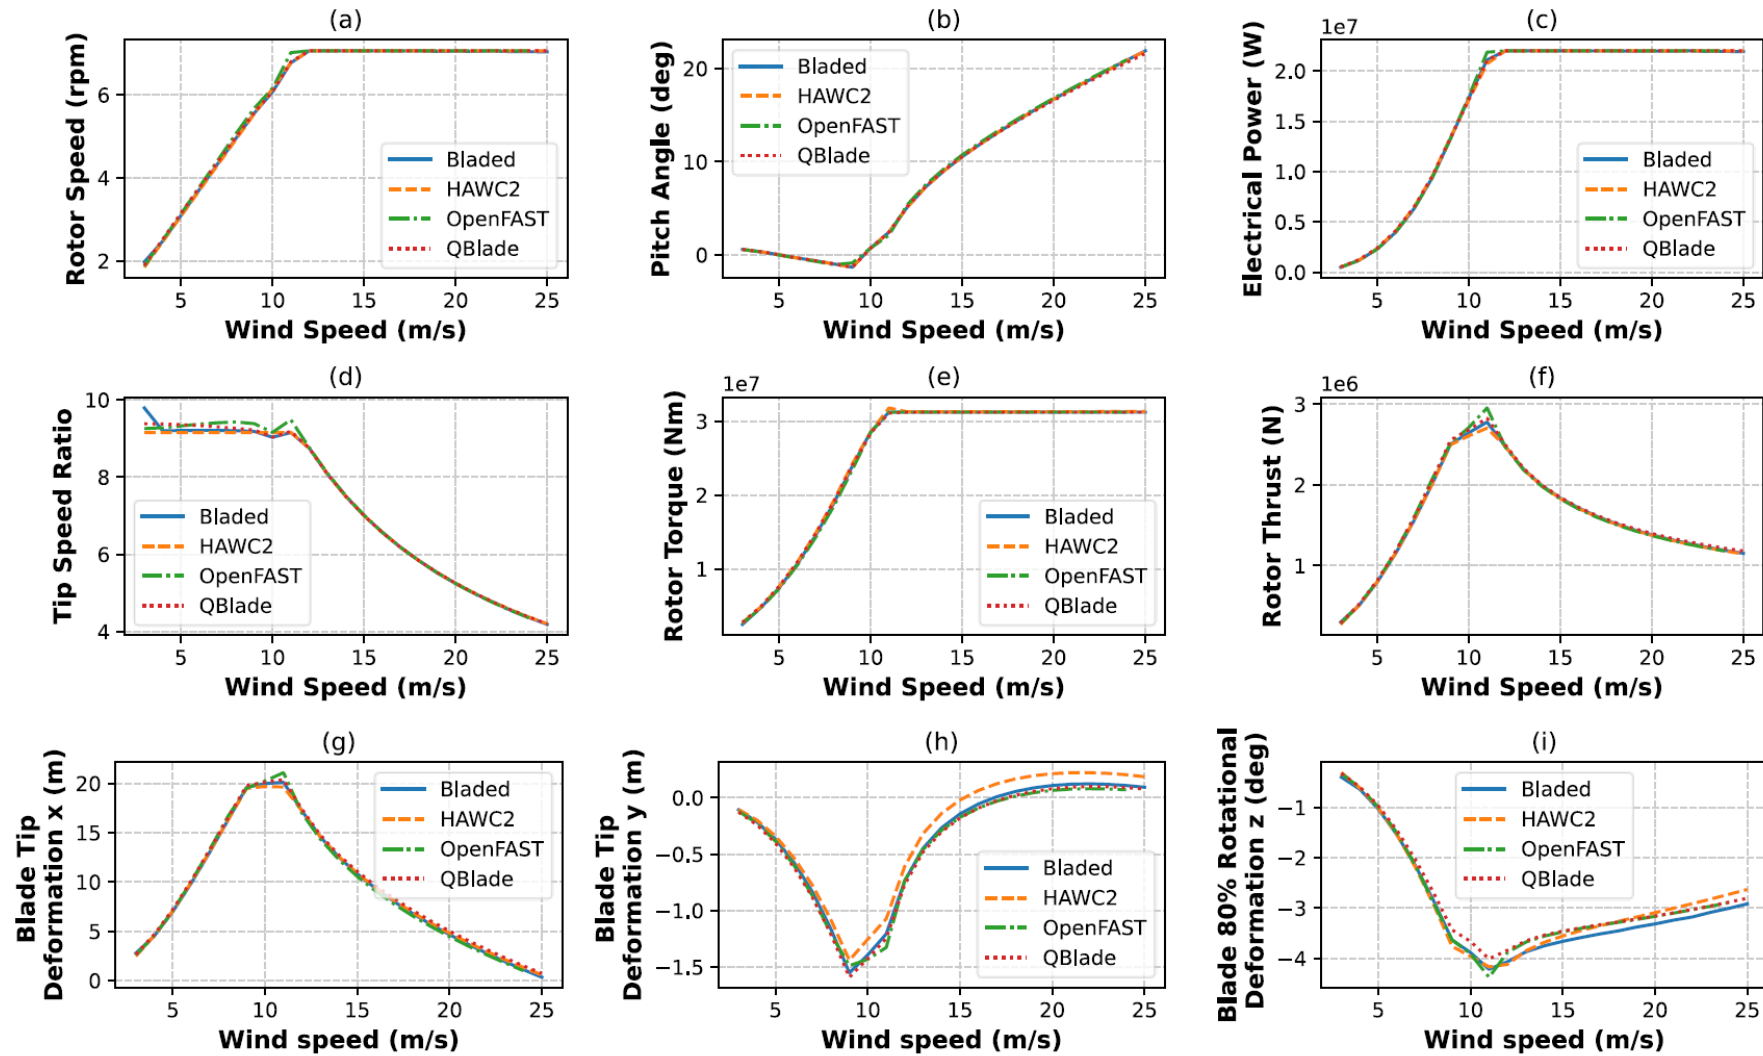 (a)
Rotor Speed (rpm)
6
4
2
5
10
15
20
25
Wind Speed (m/s)
Bladed
HAWC2
OpenFAST
QBlade
(b)
Pitch Angle (deg)
20
10
0
5
10
15
20
25
Wind Speed (m/s)
Bladed
HAWC2
OpenFAST
QBlade
(c)
1e7
Electrical Power (W)
2.0
1.5
1.0
0.5
0.0
5
10
15
20
25
Wind Speed (m/s)
Bladed
HAWC2
OpenFAST
QBlade
(d)
Tip Speed Ratio
10
8
6
4
5
10
15
20
25
Wind Speed (m/s)
Bladed
HAWC2
OpenFAST
QBlade
(e)
1e7
Rotor Torque (Nm)
3
2
1
5
10
15
20
25
Wind Speed (m/s)
Bladed
HAWC2
OpenFAST
QBlade
(f)
1e6
Rotor Thrust (N)
3
2
1
5
10
15
20
25
Wind Speed (m/s)
Bladed
HAWC2
OpenFAST
QBlade
(g)
Blade Tip
Deformation x (m)
20
15
10
5
0
5
10
15
20
25
Wind speed (m/s)
Bladed
HAWC2
OpenFAST
QBlade
(h)
Blade Tip
Deformation y (m)
0.0
−0.5
−1.0
−1.5
5
10
15
20
25
Wind speed (m/s)
Bladed
HAWC2
OpenFAST
QBlade
(i)
Blade 80% Rotational
Deformation z (deg)
−1
−2
−3
−4
5
10
15
20
25
Wind speed (m/s)
Bladed
HAWC2
OpenFAST
QBlade